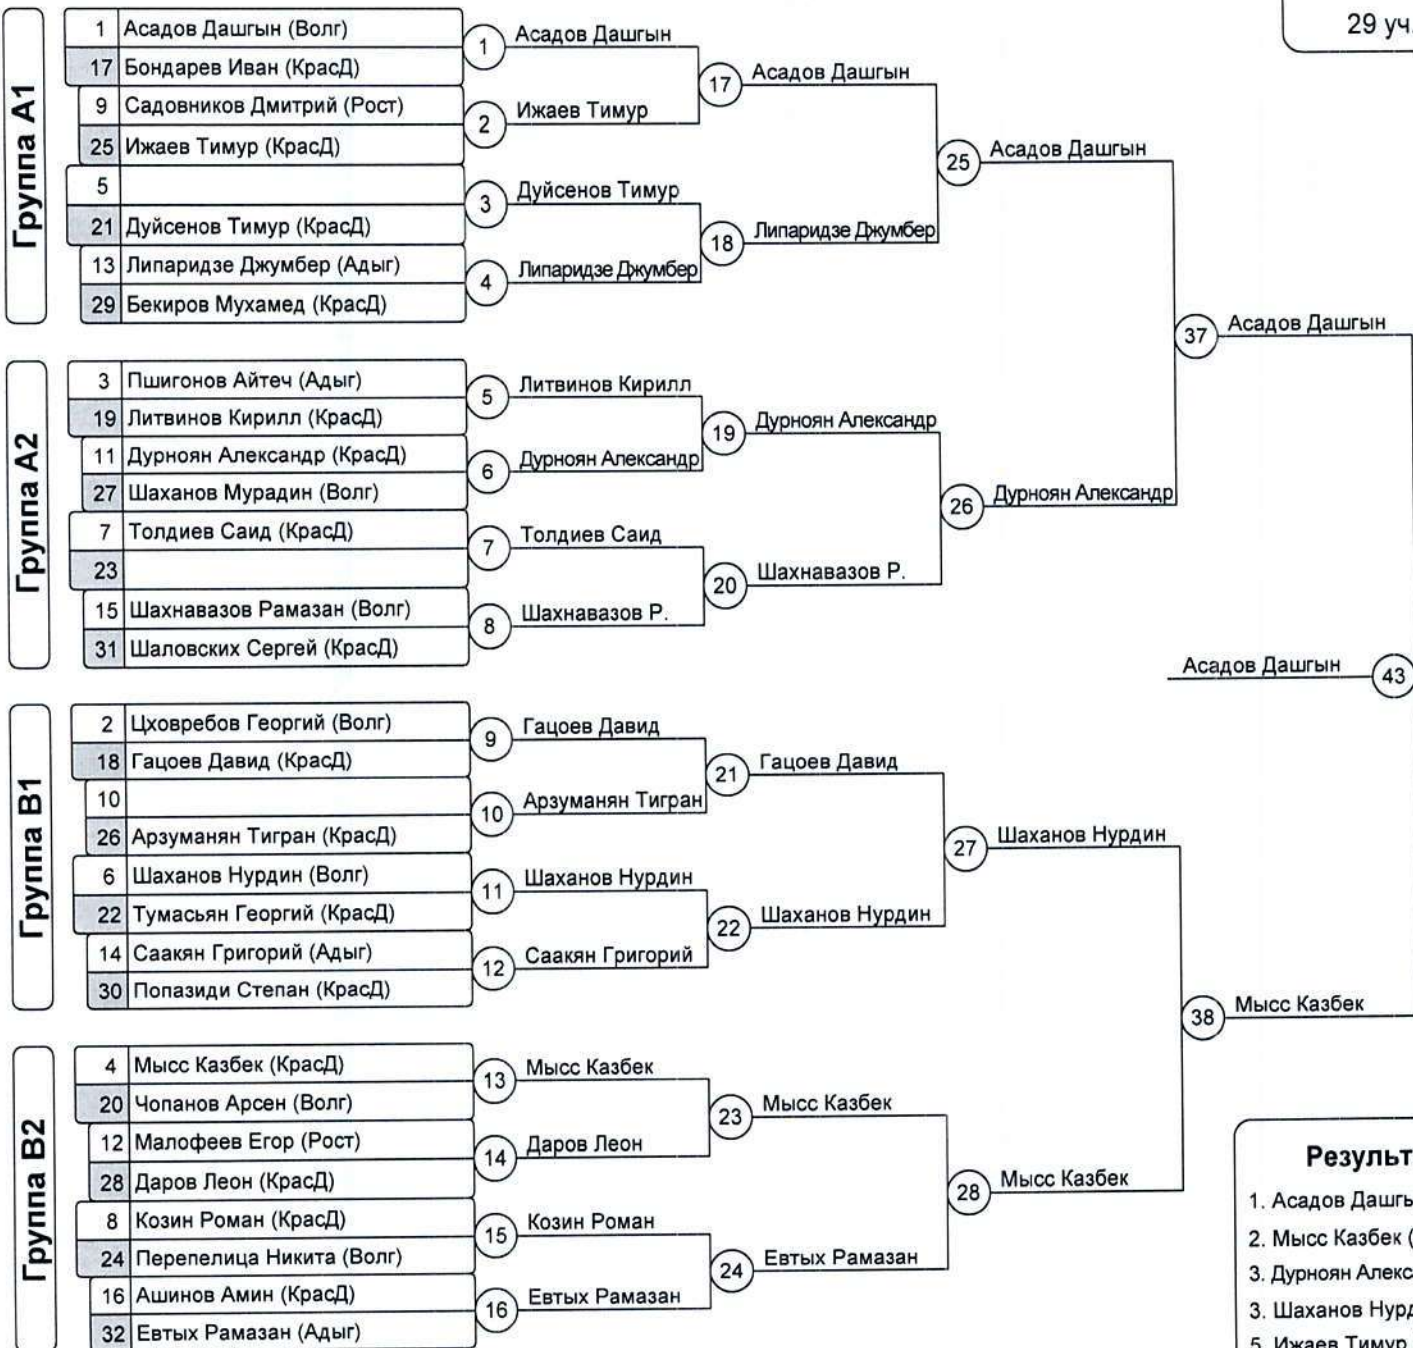 29 уч.
Группа A1
1 Асадов Дашгын (Волг)
17 Бондарев Иван (КрасД)
9 Садовников Дмитрий (Рост)
25 Ижаев Тимур (КрасД)
5
21 Дуйсенов Тимур (КрасД)
13 Липаридзе Джумбер (Адыг)
29 Бекиров Мухамед (КрасД)
1 Асадов Дашгын
2 Ижаев Тимур
3 Дуйсенов Тимур
4 Липаридзе Джумбер
17 Асадов Дашгын
18 Липаридзе Джумбер
25 Асадов Дашгын
Группа A2
3 Пшигонов Айтеч (Адыг)
19 Литвинов Кирилл (КрасД)
11 Дурноян Александр (КрасД)
27 Шаханов Мурадин (Волг)
7 Толдиев Саид (КрасД)
23
15 Шахнавазов Рамазан (Волг)
31 Шаловских Сергей (КрасД)
5 Литвинов Кирилл
6 Дурноян Александр
7 Толдиев Саид
8 Шахнавазов Р.
19 Дурноян Александр
20 Шахнавазов Р.
26 Дурноян Александр
37 Асадов Дашгын
Асадов Дашгын 43
Группа B1
2 Цховребов Георгий (Волг)
18 Гацоев Давид (КрасД)
10
26 Арзуманян Тигран (КрасД)
6 Шаханов Нурдин (Волг)
22 Тумасьян Георгий (КрасД)
14 Саакян Григорий (Адыг)
30 Попазиди Степан (КрасД)
9 Гацоев Давид
10 Арзуманян Тигран
11 Шаханов Нурдин
12 Саакян Григорий
21 Гацоев Давид
22 Шаханов Нурдин
27 Шаханов Нурдин
38 Мысс Казбек
Группа B2
4 Мысс Казбек (КрасД)
20 Чопанов Арсен (Волг)
12 Малофеев Егор (Рост)
28 Даров Леон (КрасД)
8 Козин Роман (КрасД)
24 Перепелица Никита (Волг)
16 Ашинов Амин (КрасД)
32 Евтых Рамазан (Адыг)
13 Мысс Казбек
14 Даров Леон
15 Козин Роман
16 Евтых Рамазан
23 Мысс Казбек
24 Евтых Рамазан
28 Мысс Казбек
Результ
1. Асадов Дашгы
2. Мысс Казбек (
3. Дурноян Алекс
3. Шаханов Нурд
5. Ижаев Тимур